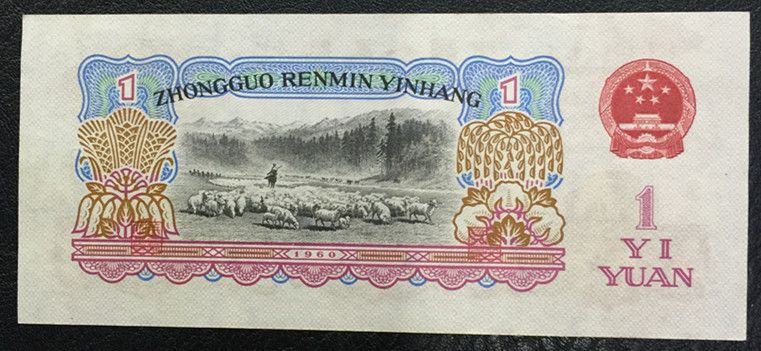 ZHONGGUO RENMIN YINHANG
1
1
1960
1
YI
YUAN